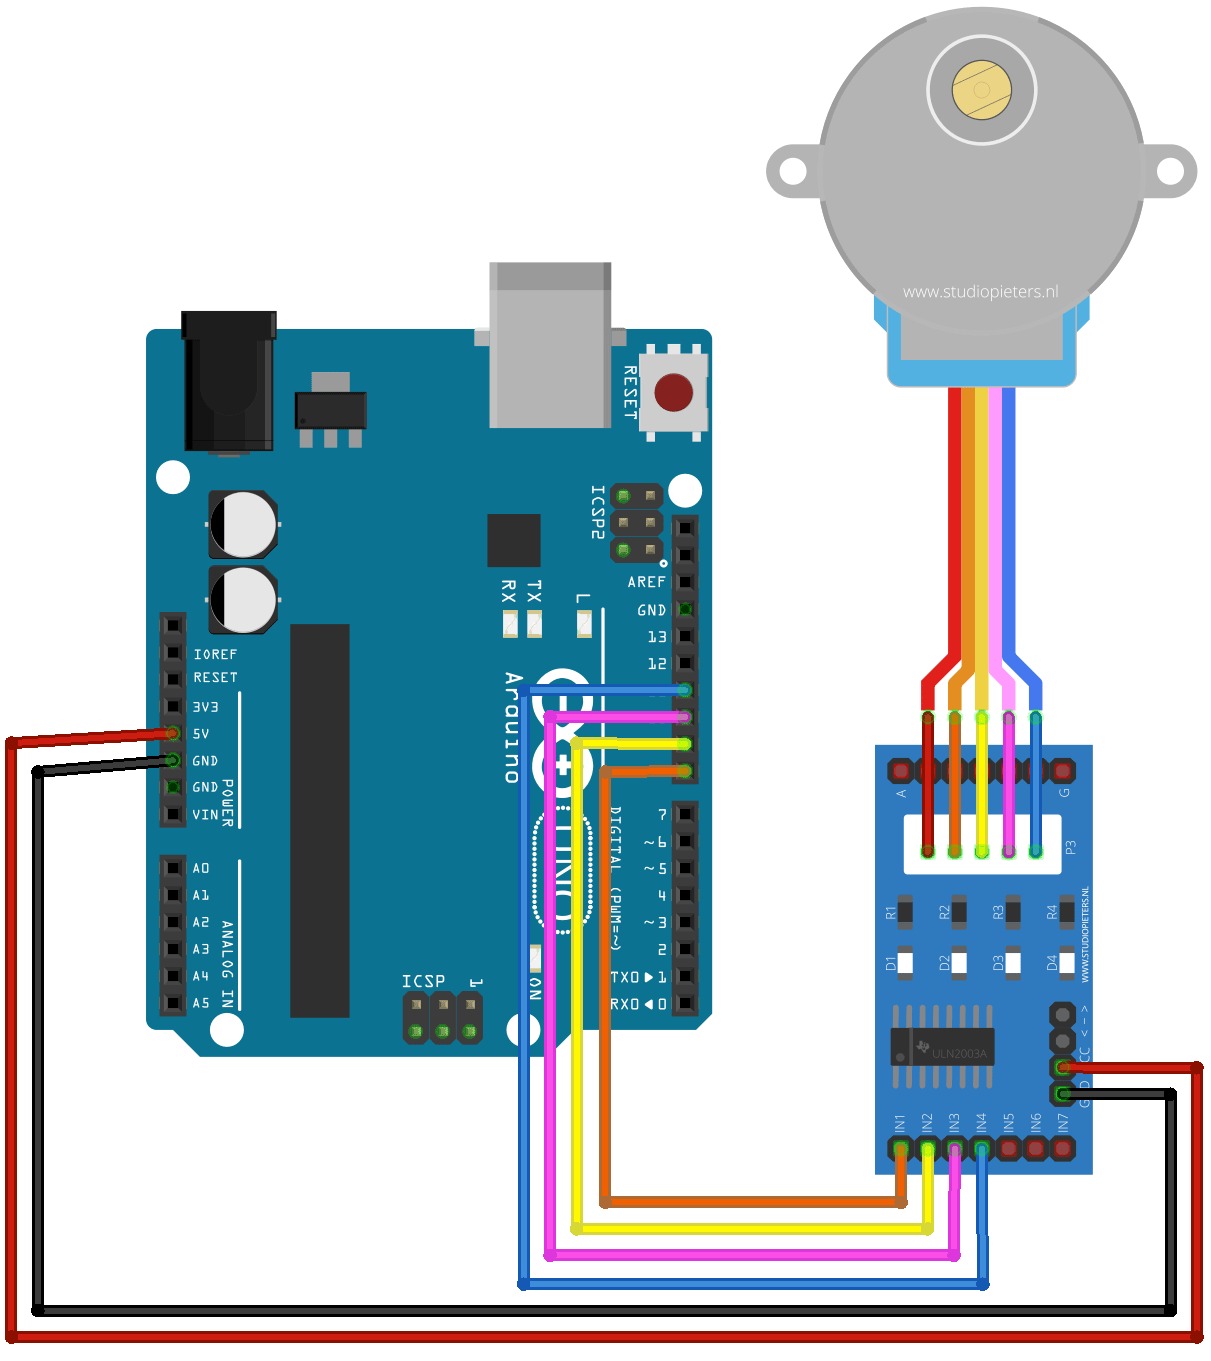 www.studiopieters.nl
RESET
ICSP2
AREF
GND
13
12
RX
TX
L
IOREF
RESET
3V3
5V
GND
GND
VIN
POWER
Arduino
UNO
DIGITAL (PWM=~)
7
~6
~5
4
~3
2
TX0▶1
RX0◀0
A0
A1
A2
A3
A4
A5
ANALOG IN
ICSP
1
ON
A
G
P3
R1
R2
R3
R4
D1
D2
D3
D4
WWW.STUDIOPIETERS.NL
ULN2003A
< - >
IN1
IN2
IN3
IN4
IN5
IN6
IN7